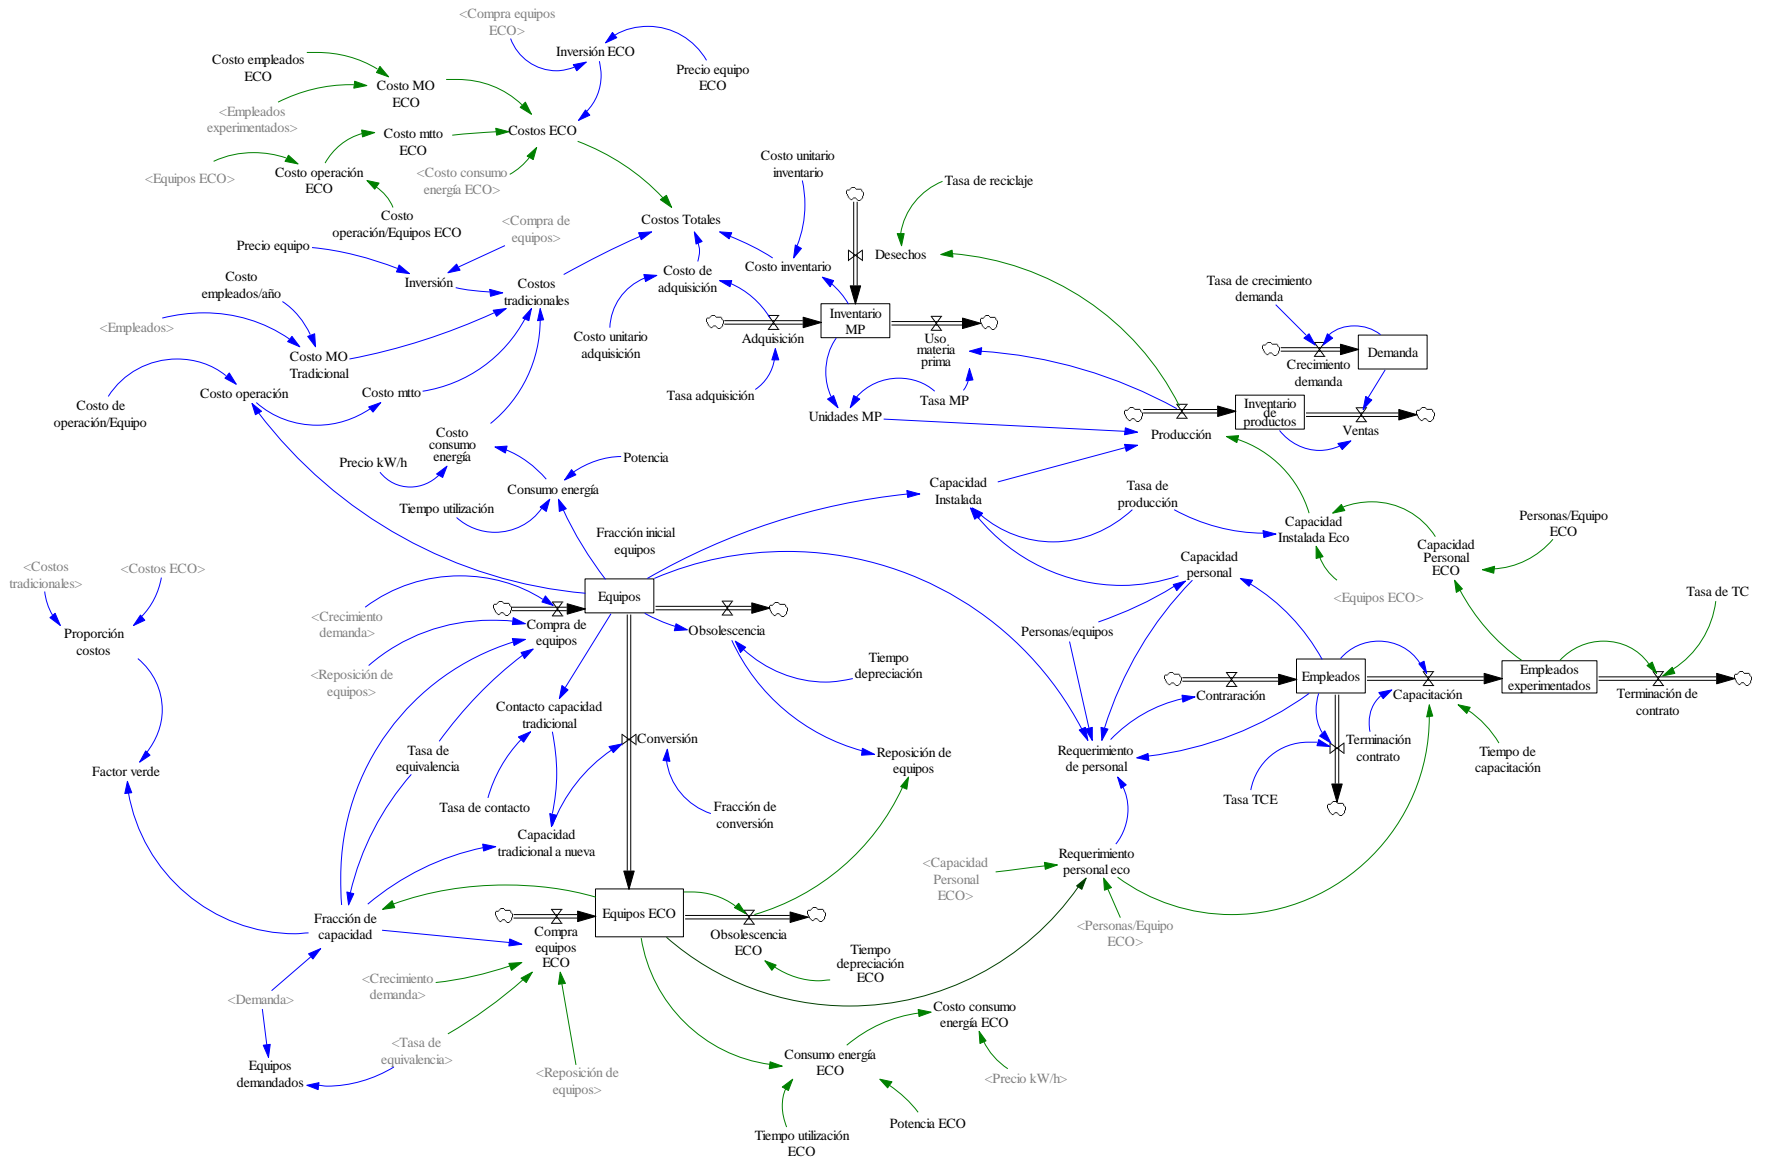 <Compra equipos
ECO>
Inversión ECO
Precio equipo
ECO
Costo empleados
ECO
Costo MO
ECO
<Empleados
experimentados>
Costo mtto
ECO
Costos ECO
<Equipos ECO>
Costo operación
ECO
<Costo consumo
energía ECO>
Costo
operación/Equipos ECO
Costo unitario
inventario
Tasa de reciclaje
Costos Totales
<Compra de
equipos>
Precio equipo
Inversión
Costos
tradicionales
Costo de
adquisición
Costo inventario
Desechos
Costo
empleados/año
<Empleados>
Costo MO
Tradicional
Costo unitario
adquisición
Adquisición
Inventario
MP
Uso
materia
prima
Tasa de crecimiento
demanda
Crecimiento
demanda
Demanda
Costo de
operación/Equipo
Costo operación
Costo mtto
Tasa adquisición
Tasa MP
Unidades MP
Producción
Inventario
de
productos
Ventas
Costo
consumo
energía
Precio kW/h
Potencia
Consumo energía
Tiempo utilización
Fracción inicial
equipos
Capacidad
Instalada
Tasa de
producción
Capacidad
Instalada Eco
Capacidad
Personal
ECO
Personas/Equipo
ECO
<Costos
tradicionales>
<Costos ECO>
Proporción
costos
<Crecimiento
demanda>
Equipos
Compra de
equipos
Obsolescencia
<Reposición de
equipos>
Tiempo
depreciación
Capacidad
personal
Personas/equipos
<Equipos ECO>
Tasa de TC
Contraración
Empleados
Capacitación
Empleados
experimentados
Terminación de
contrato
Contacto capacidad
tradicional
Conversión
Tasa de
equivalencia
Factor verde
Tasa de contacto
Capacidad
tradicional a nueva
Fracción de
conversión
Reposición de
equipos
Requerimiento
de personal
Terminación
contrato
Tiempo de
capacitación
Tasa TCE
Requerimiento
personal eco
<Capacidad
Personal
ECO>
<Personas/Equipo
ECO>
Fracción de
capacidad
Equipos ECO
Compra
equipos
ECO
Obsolescencia
ECO
Tiempo
depreciación
ECO
<Crecimiento
demanda>
<Demanda>
<Tasa de
equivalencia>
Equipos
demandados
<Reposición de
equipos>
Costo consumo
energía ECO
Consumo energía
ECO
<Precio kW/h>
Potencia ECO
Tiempo utilización
ECO